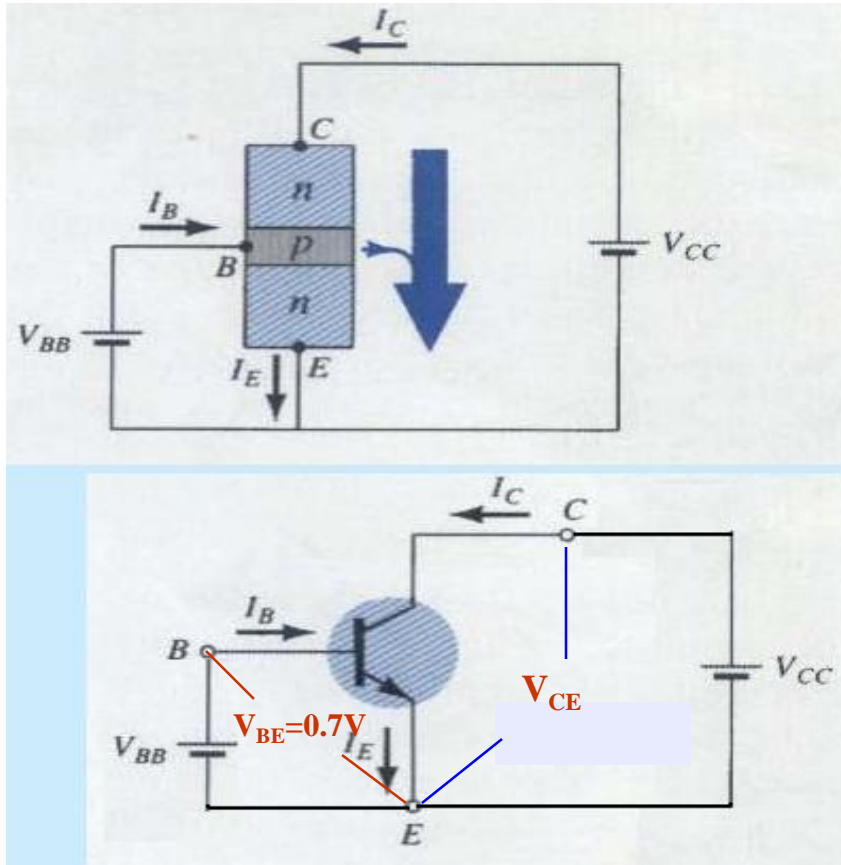 I_C
C
n
I_B
p
B
V_CC
n
V_BB
I_E
E
I_C
C
I_B
B
V_CC
V_CE
V_BE=0.7V
V_BB
I_E
E